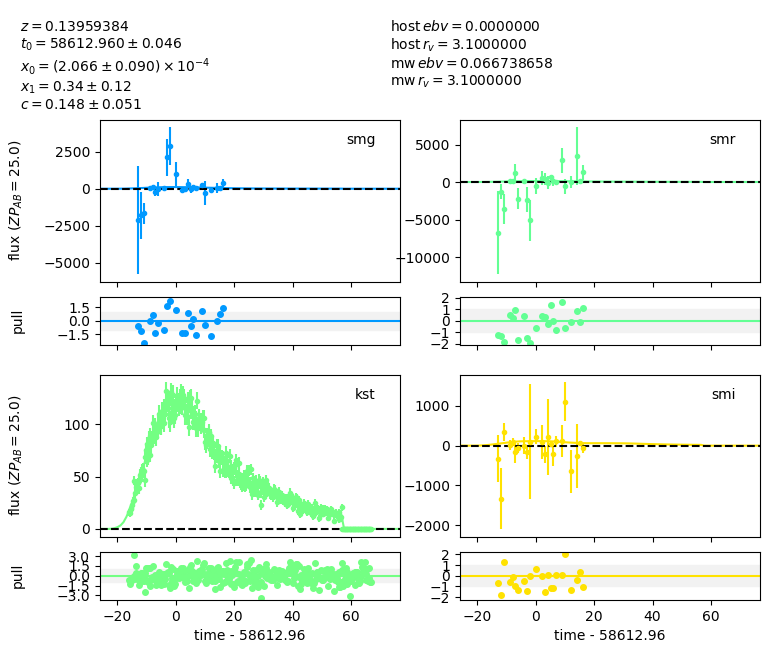 z = 0.13959384
t₀ = 58612.960 ± 0.046
x₀ = (2.066 ± 0.090) × 10⁻⁴
x₁ = 0.34 ± 0.12
c = 0.148 ± 0.051
host ebv = 0.0000000
host r_v = 3.1000000
mw ebv = 0.066738658
mw r_v = 3.1000000
flux (ZP_AB = 25.0)
2500
0
−2500
−5000
smg
5000
0
−5000
−10000
smr
pull
1.5
0.0
−1.5
2
1
0
−1
−2
flux (ZP_AB = 25.0)
100
50
0
kst
1000
0
−1000
−2000
smi
pull
3.0
1.5
0.0
−1.5
−3.0
−20 0 20 40 60
time - 58612.96
2
1
0
−1
−2
−20 0 20 40 60
time - 58612.96